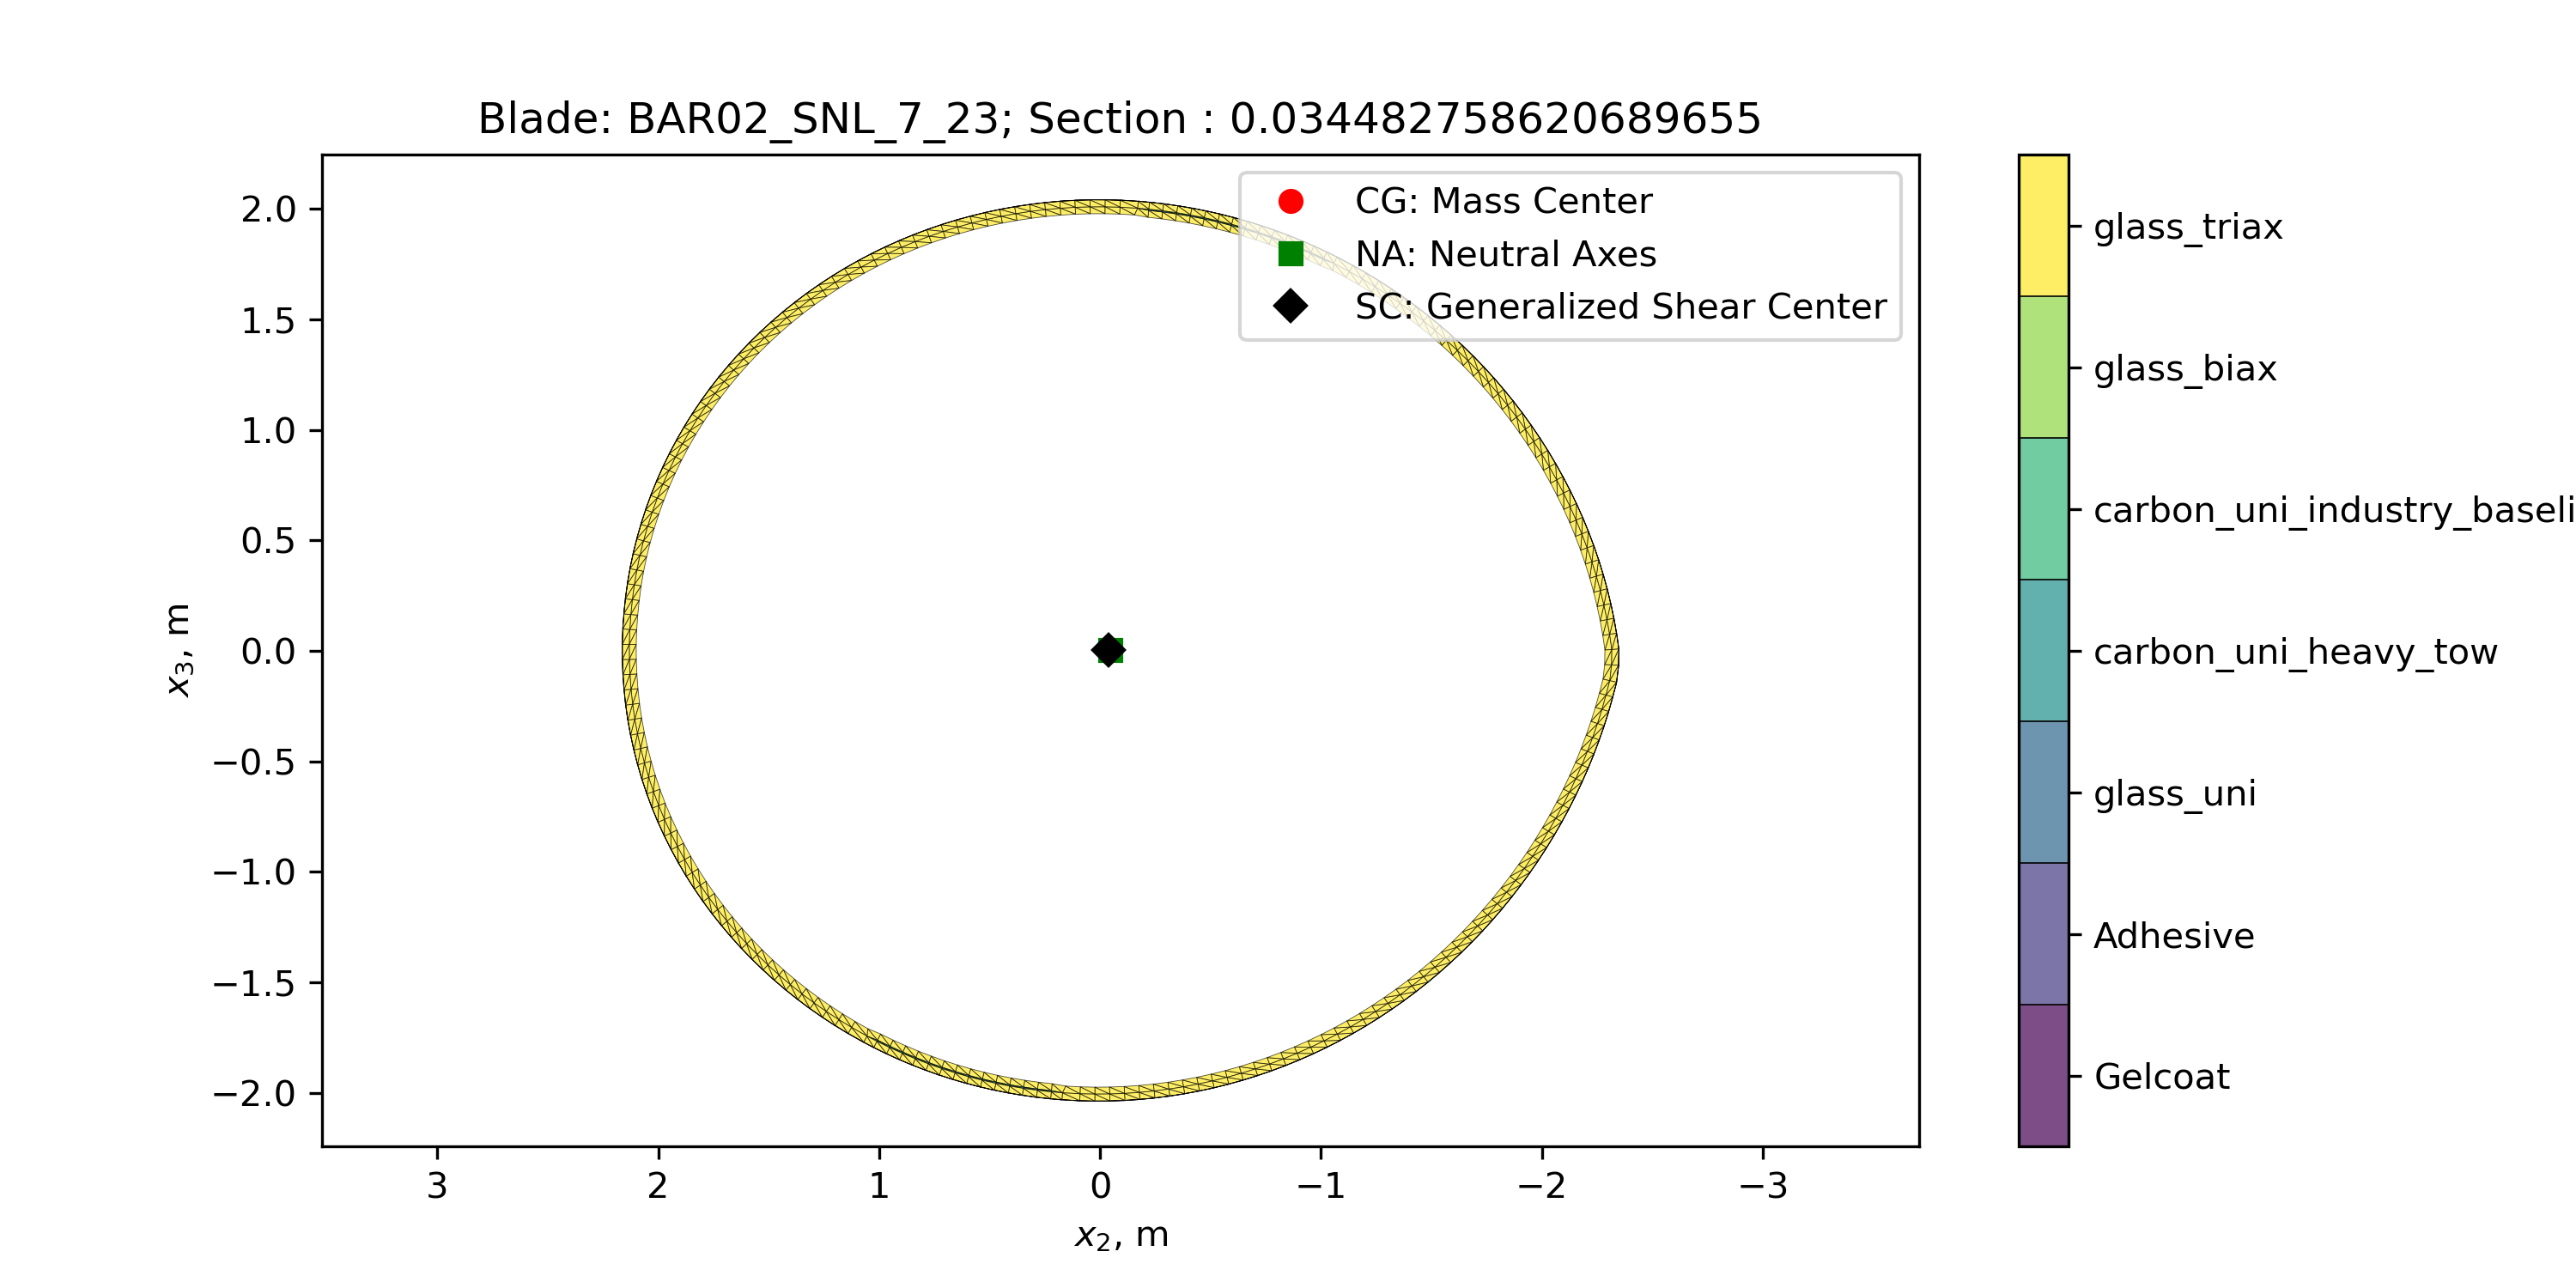 Blade: BAR02_SNL_7_23; Section : 0.034482758620689655
CG: Mass Center
NA: Neutral Axes
SC: Generalized Shear Center
2.0
1.5
1.0
0.5
0.0
−0.5
−1.0
−1.5
−2.0
x₃, m
3 2 1 0 −1 −2 −3
x₂, m
glass_triax
glass_biax
carbon_uni_industry_baseli
carbon_uni_heavy_tow
glass_uni
Adhesive
Gelcoat